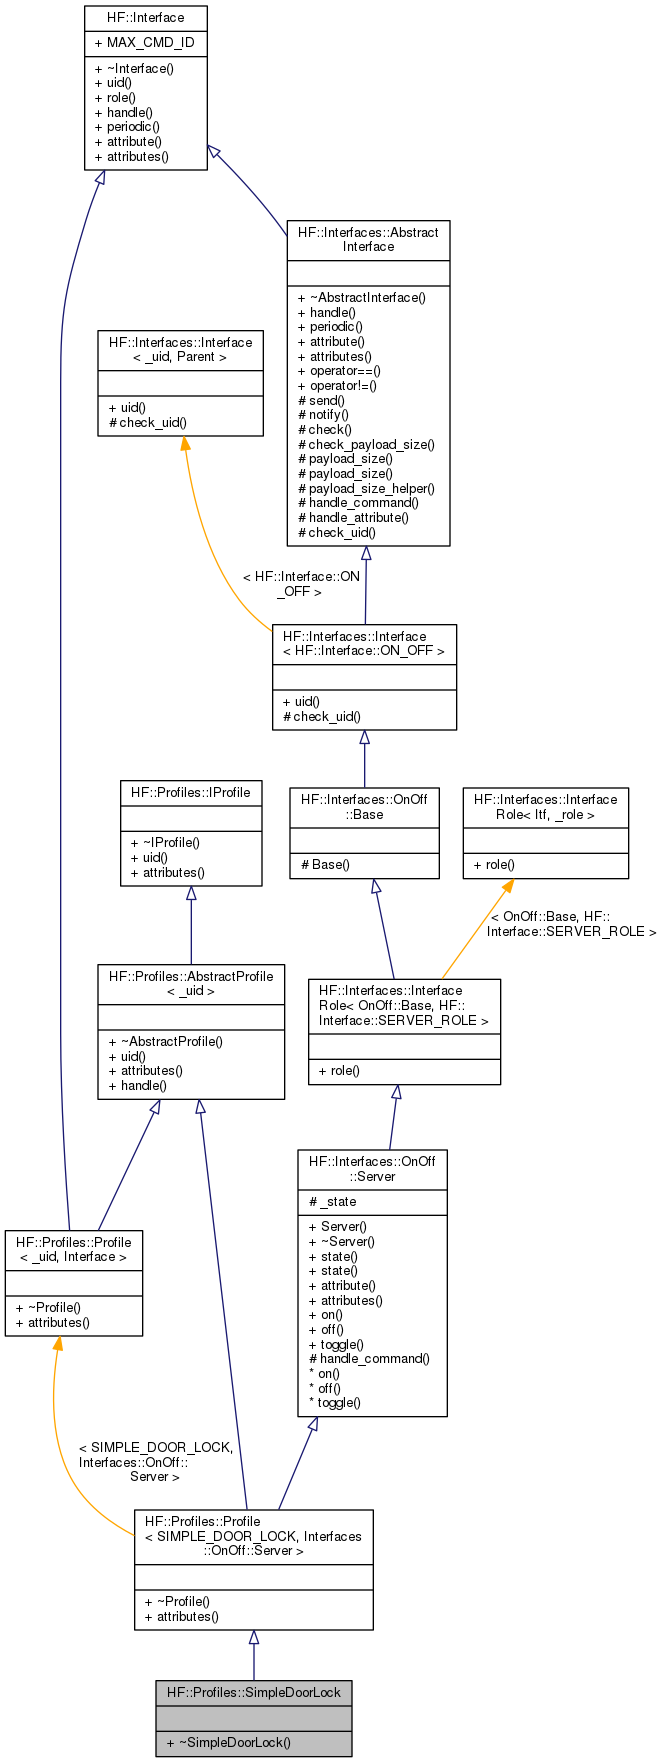 HF::Interface
+ MAX_CMD_ID
+ ~Interface()
+ uid()
+ role()
+ handle()
+ periodic()
+ attribute()
+ attributes()
HF::Interfaces::Abstract
Interface
+ ~AbstractInterface()
+ handle()
+ periodic()
+ attribute()
+ attributes()
+ operator==()
+ operator!=()
# send()
# notify()
# check()
# check_payload_size()
# payload_size()
# payload_size()
# payload_size_helper()
# handle_command()
# handle_attribute()
# check_uid()
HF::Interfaces::Interface
< _uid, Parent >
+ uid()
# check_uid()
< HF::Interface::ON
_OFF >
HF::Interfaces::Interface
< HF::Interface::ON_OFF >
+ uid()
# check_uid()
HF::Profiles::IProfile
+ ~IProfile()
+ uid()
+ attributes()
HF::Interfaces::OnOff
::Base
# Base()
HF::Interfaces::Interface
Role< Itf, _role >
+ role()
< OnOff::Base, HF::
Interface::SERVER_ROLE >
HF::Profiles::AbstractProfile
< _uid >
+ ~AbstractProfile()
+ uid()
+ attributes()
+ handle()
HF::Interfaces::Interface
Role< OnOff::Base, HF::
Interface::SERVER_ROLE >
+ role()
HF::Interfaces::OnOff
::Server
# _state
+ Server()
+ ~Server()
+ state()
+ state()
+ attribute()
+ attributes()
+ on()
+ off()
+ toggle()
# handle_command()
* on()
* off()
* toggle()
HF::Profiles::Profile
< _uid, Interface >
+ ~Profile()
+ attributes()
< SIMPLE_DOOR_LOCK,
Interfaces::OnOff::
Server >
HF::Profiles::Profile
< SIMPLE_DOOR_LOCK, Interfaces
::OnOff::Server >
+ ~Profile()
+ attributes()
HF::Profiles::SimpleDoorLock
+ ~SimpleDoorLock()